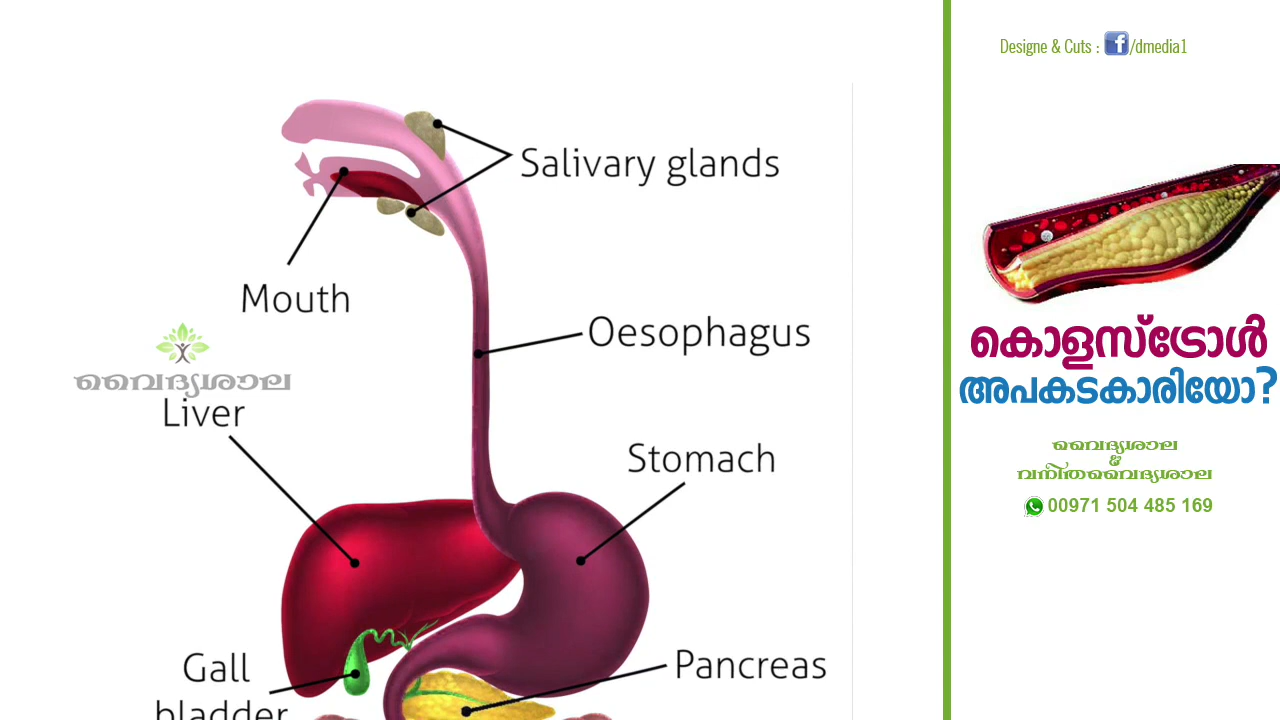 Designe & Cuts : f/dmedia1
Salivary glands
Mouth
Oesophagus
വൈദ്യശാല
Liver
Stomach
Gall
bladder
Pancreas
കൊളസ്ട്രോൾ
അപകടകാരിയോ?
വൈദ്യശാല
&
വനിതാവൈദ്യശാല
00971 504 485 169